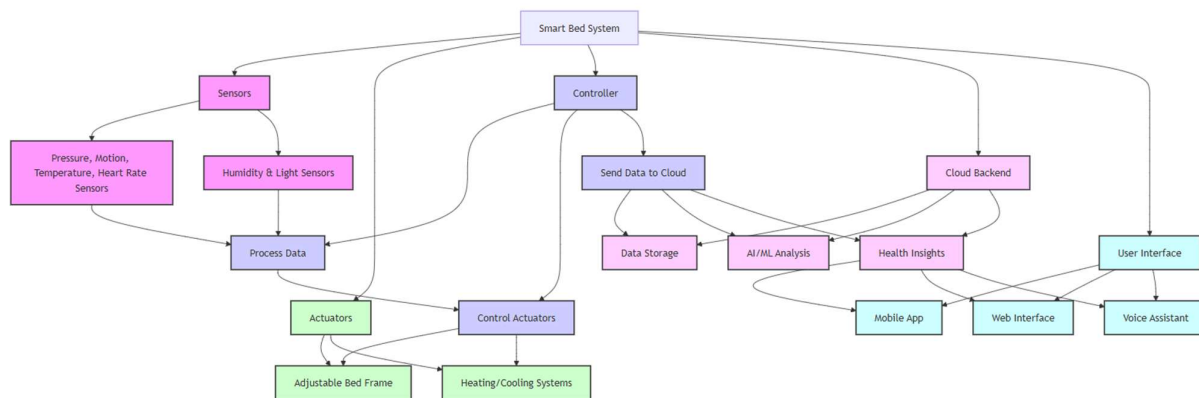 Smart Bed System
Sensors
Controller
Pressure, Motion,
Temperature, Heart Rate
Sensors
Humidity & Light Sensors
Send Data to Cloud
Cloud Backend
Process Data
Data Storage
AI/ML Analysis
Health Insights
User Interface
Actuators
Control Actuators
Mobile App
Web Interface
Voice Assistant
Adjustable Bed Frame
Heating/Cooling Systems